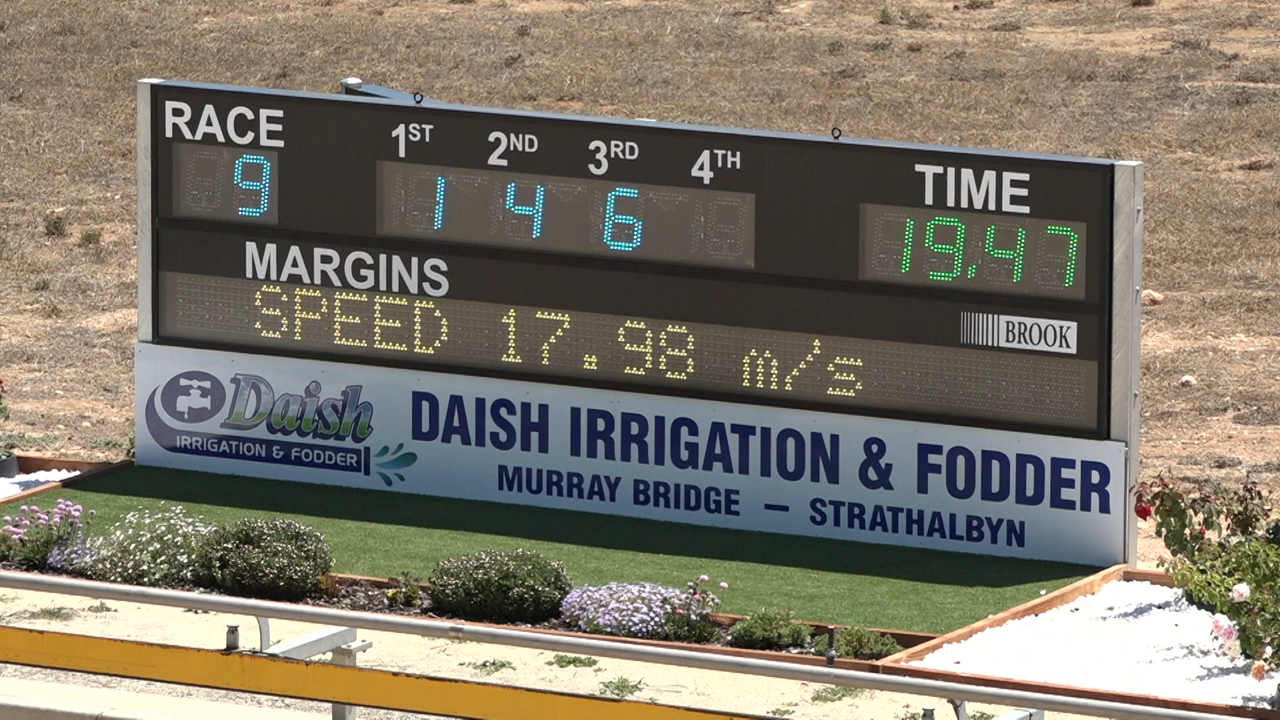 RACE 1ST 2ND 3RD 4TH TIME
9 1 4 6 19.47
MARGINS
SPEED 17.98 m/s
BROOK
Daish
IRRIGATION & FODDER
DAISH IRRIGATION & FODDER
MURRAY BRIDGE – STRATHALBYN